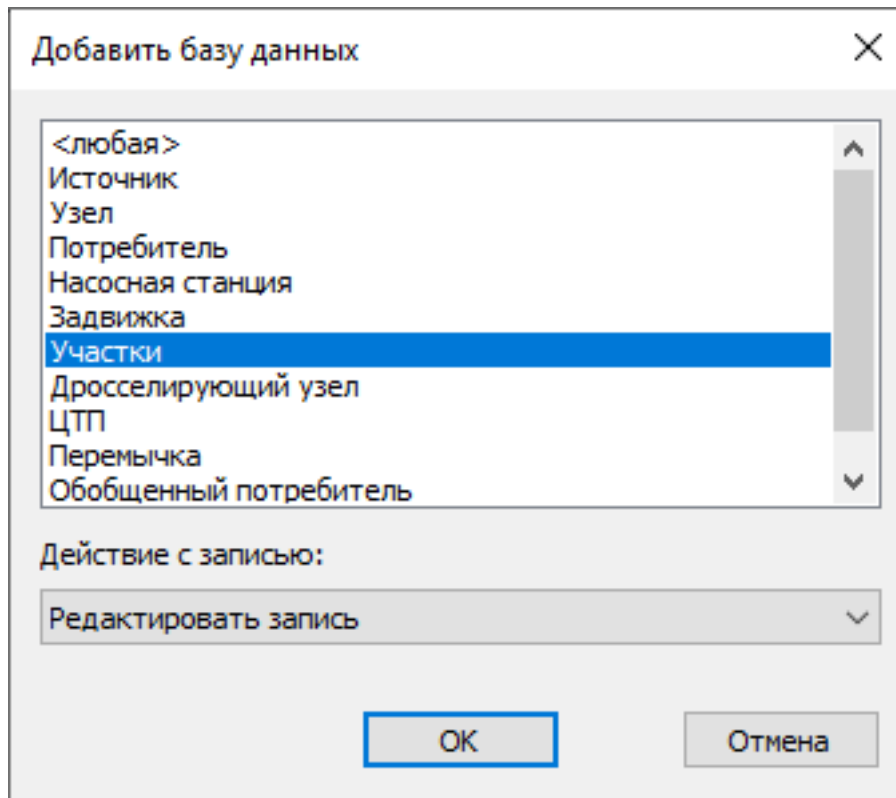 Добавить базу данных
<любая>
Источник
Узел
Потребитель
Насосная станция
Задвижка
Участки
Дросселирующий узел
ЦТП
Перемычка
Обобщенный потребитель
Действие с записью:
Редактировать запись
OK
Отмена